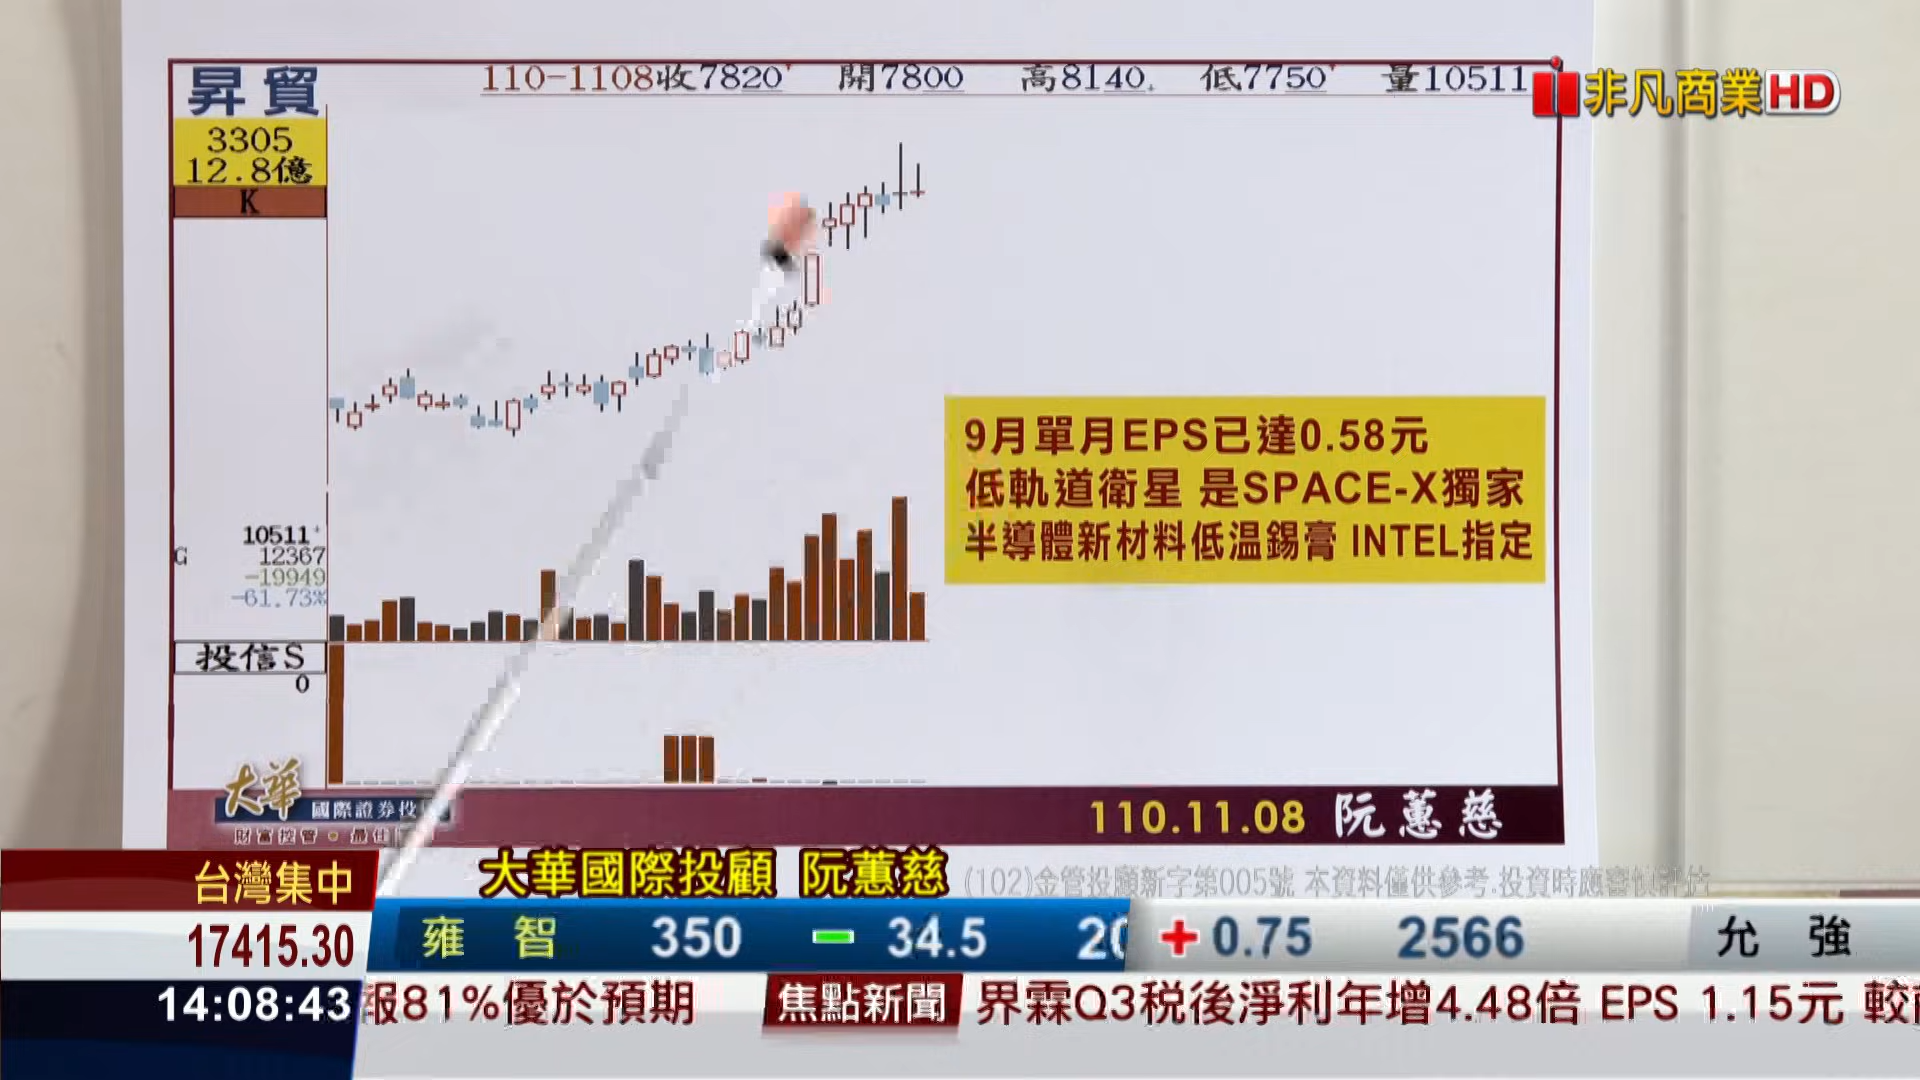 昇貿
110-1108收7820 開7800 高8140 低7750 量10511
非凡商業HD
3305
12.8億
K
9月單月EPS已達0.58元
低軌道衛星 是SPACE-X獨家
半導體新材料低温錫膏 INTEL指定
10511
G 12367
-19949
-61.73%
投信S
0
大華 國際證券投
財富控管・最佳
110.11.08 阮蕙慈
台灣集中
大華國際投顧 阮蕙慈
(102)金管投顧新字第005號 本資料僅供參考.投資時應審慎評估
17415.30
雍智 350 34.5 20
+0.75 2566 允強
14:08:43
報81%優於預期
焦點新聞
界霖Q3税後淨利年增4.48倍 EPS 1.15元 較